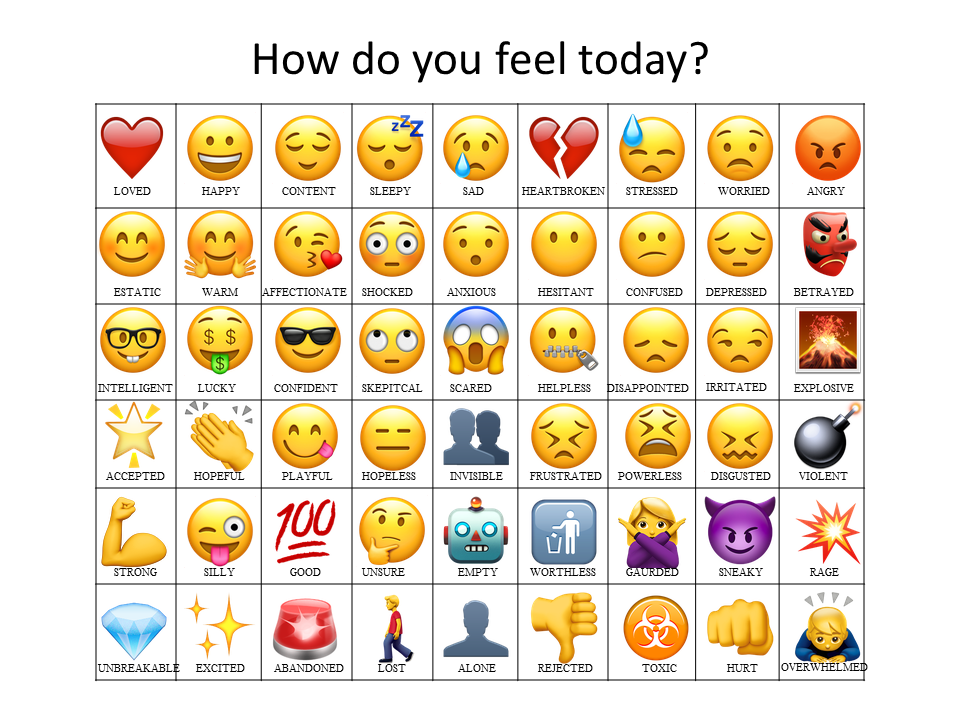 How do you feel today?
LOVED HAPPY CONTENT SLEEPY SAD HEARTBROKEN STRESSED WORRIED ANGRY
ESTATIC WARM AFFECTIONATE SHOCKED ANXIOUS HESITANT CONFUSED DEPRESSED BETRAYED
INTELLIGENT LUCKY CONFIDENT SKEPITCAL SCARED HELPLESS DISAPPOINTED IRRITATED EXPLOSIVE
ACCEPTED HOPEFUL PLAYFUL HOPELESS INVISIBLE FRUSTRATED POWERLESS DISGUSTED VIOLENT
100
STRONG SILLY GOOD UNSURE EMPTY WORTHLESS GAURDED SNEAKY RAGE
UNBREAKABLE EXCITED ABANDONED LOST ALONE REJECTED TOXIC HURT OVERWHELMED